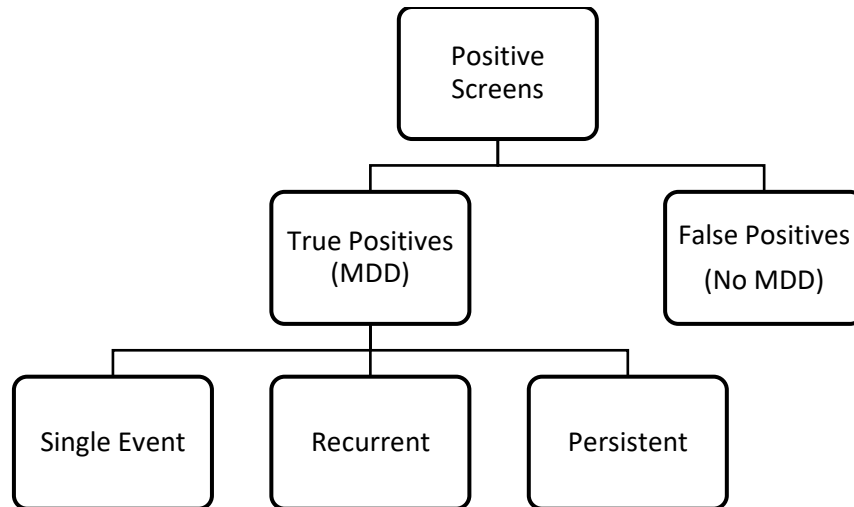 Positive
Screens
True Positives
(MDD)
False Positives
(No MDD)
Single Event
Recurrent
Persistent